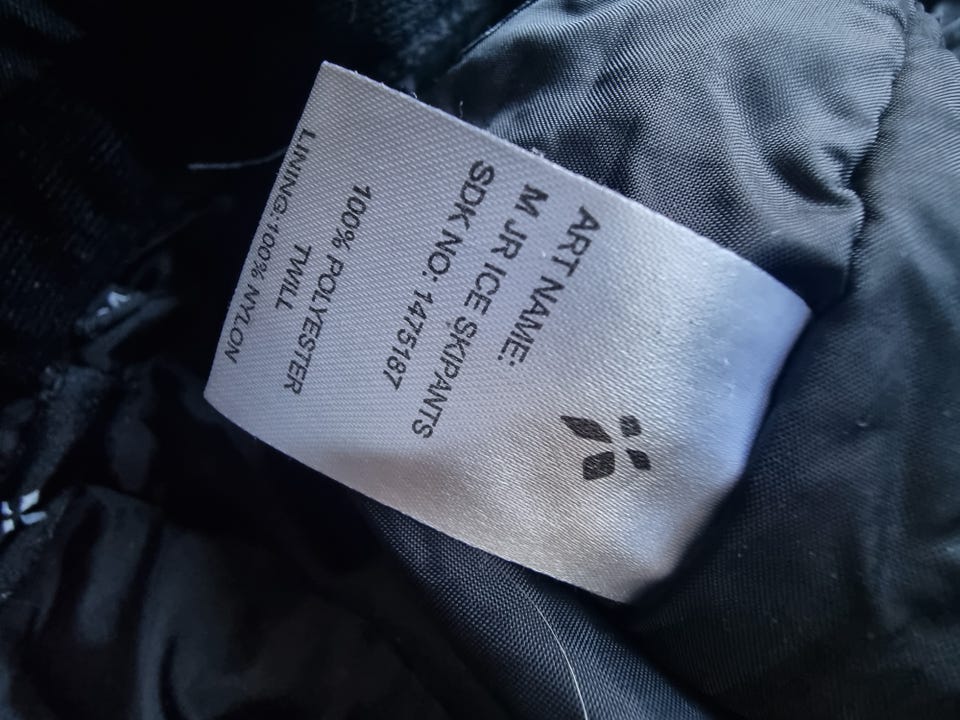 ART NAME:
M JR ICE SKIPANTS
SDK NO: 1475187
100% POLYESTER
TWILL
LINING:100% NYLON